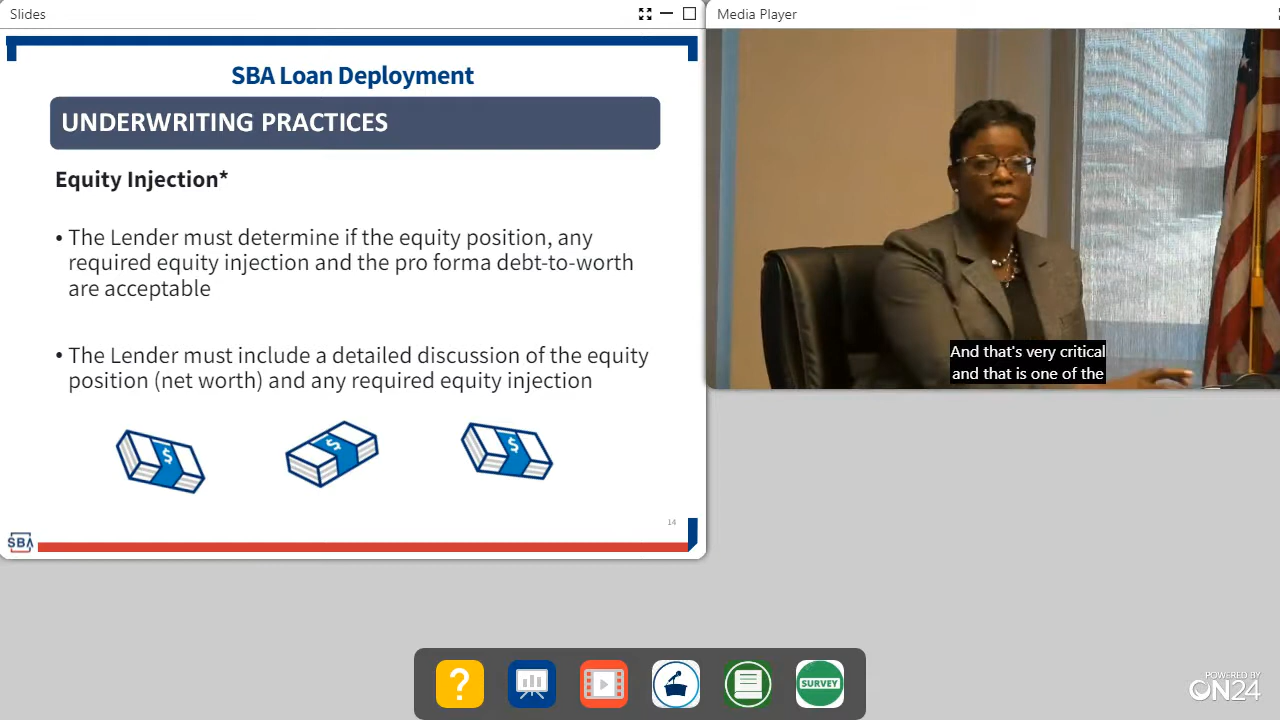 Slides
Media Player
SBA Loan Deployment
UNDERWRITING PRACTICES
Equity Injection*
• The Lender must determine if the equity position, any
required equity injection and the pro forma debt-to-worth
are acceptable
• The Lender must include a detailed discussion of the equity
position (net worth) and any required equity injection
$
$
$
14
SBA
And that's very critical
and that is one of the
?
SURVEY
POWERED BY
ON24